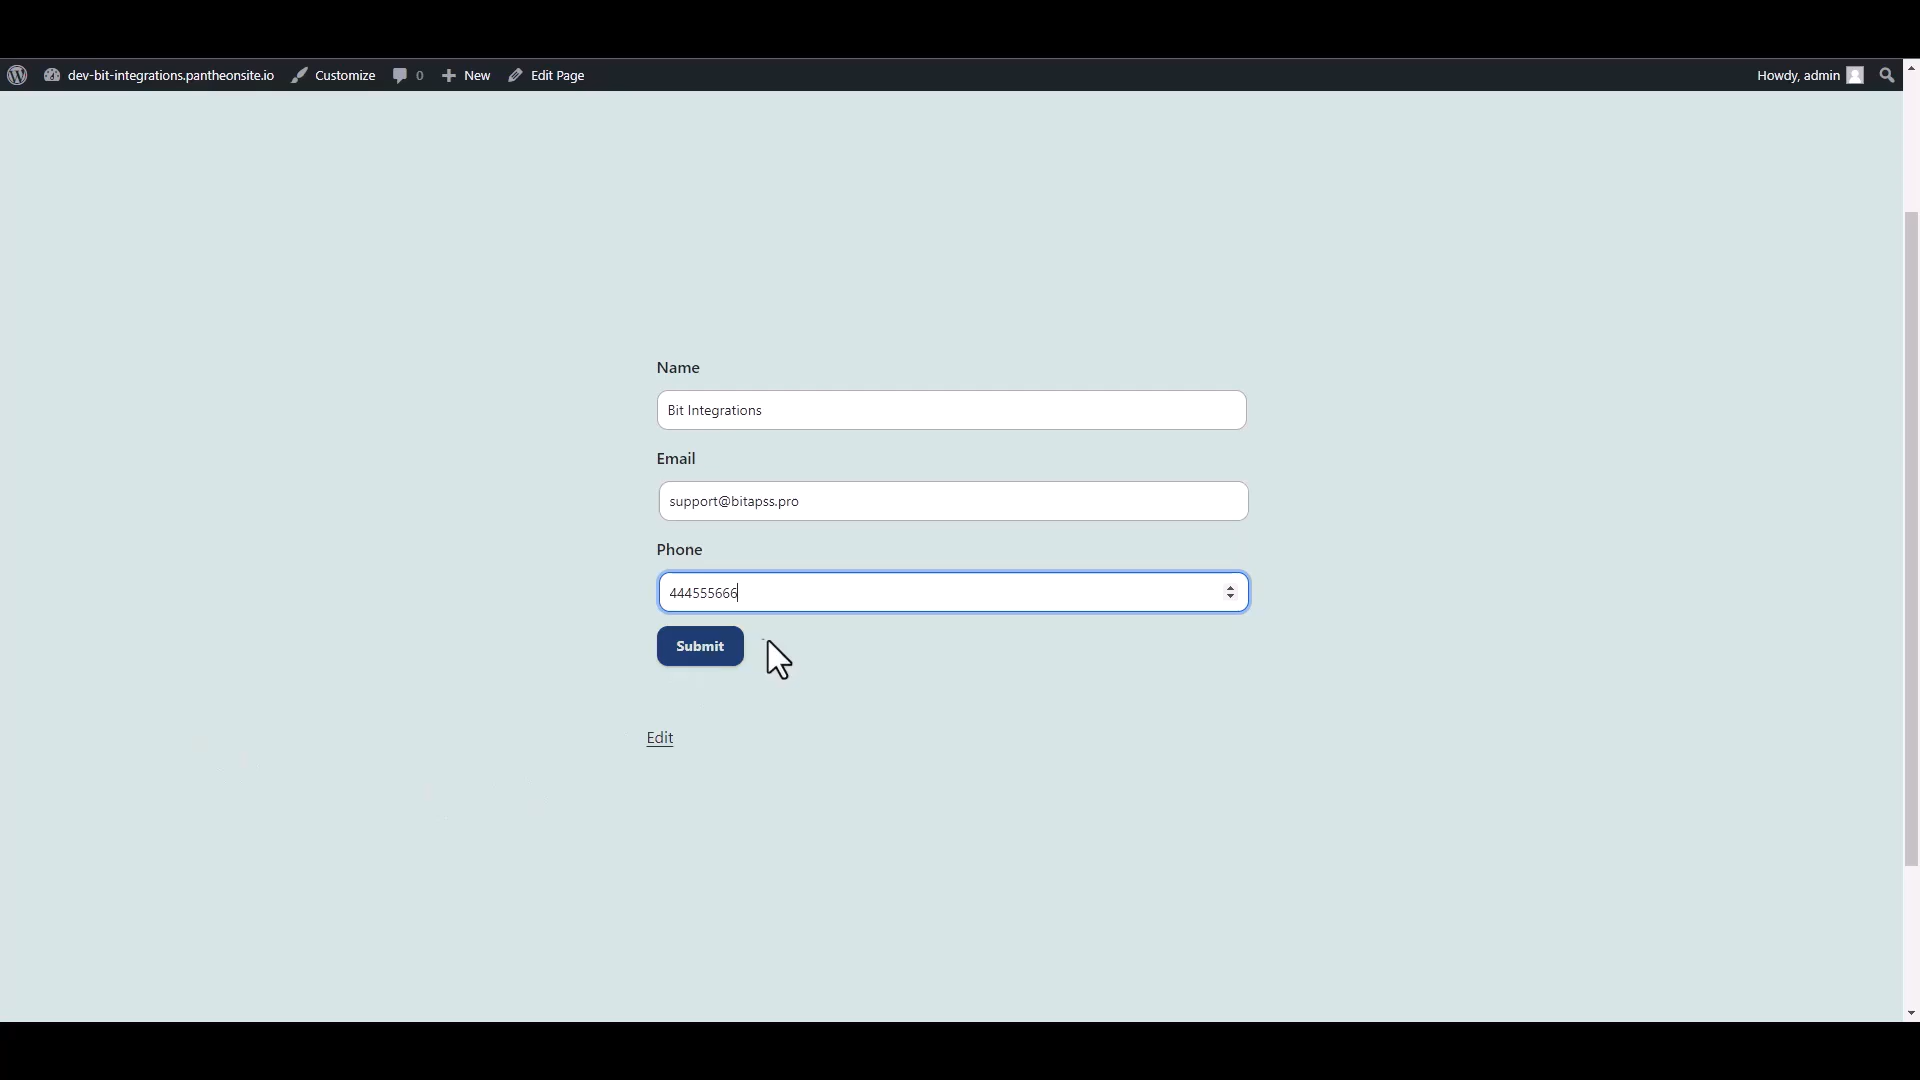 dev-bit-integrations.pantheonsite.io Customize 0 New Edit Page Howdy, admin
Name
Bit Integrations
Email
support@bitapss.pro
Phone
444555666
Submit
Edit